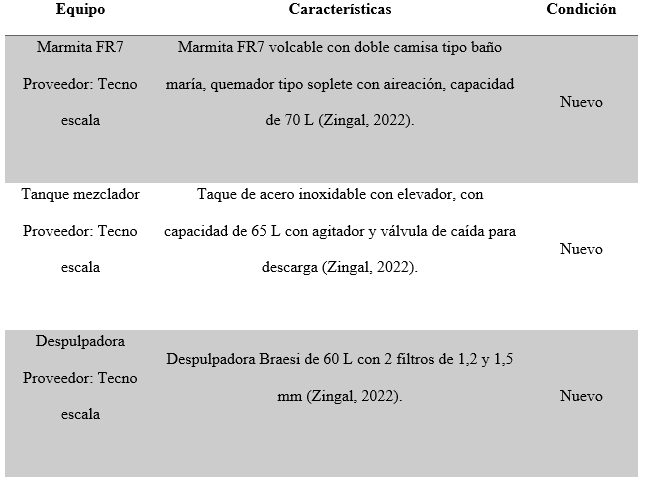 Equipo Características Condición
Marmita FR7
Proveedor: Tecno
escala
Marmita FR7 volcable con doble camisa tipo baño
maría, quemador tipo soplete con aireación, capacidad
de 70 L (Zingal, 2022).
Nuevo
Tanque mezclador
Proveedor: Tecno
escala
Taque de acero inoxidable con elevador, con
capacidad de 65 L con agitador y válvula de caída para
descarga (Zingal, 2022).
Nuevo
Despulpadora
Proveedor: Tecno
escala
Despulpadora Braesi de 60 L con 2 filtros de 1,2 y 1,5
mm (Zingal, 2022).
Nuevo